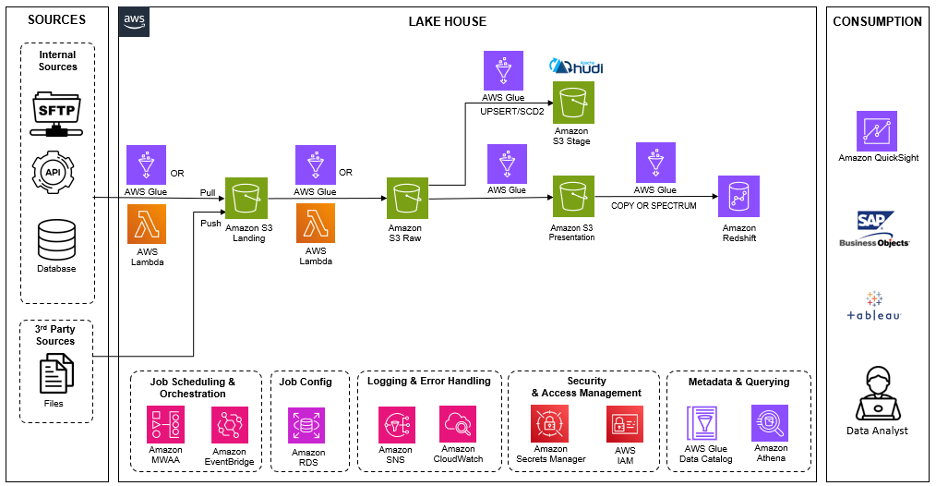 SOURCES
Internal
Sources
SFTP
API
Database
3rd Party
Sources
Files
aws
LAKE HOUSE
AWS Glue
OR
AWS
Lambda
Pull
Push
Amazon S3
Landing
AWS Glue
OR
AWS
Lambda
Amazon
S3 Raw
AWS Glue
UPSERT/SCD2
hudi
Amazon
S3 Stage
AWS Glue
Amazon S3
Presentation
AWS Glue
COPY OR SPECTRUM
Amazon
Redshift
Job Scheduling &
Orchestration
Amazon
MWAA
Amazon
EventBridge
Job Config
Amazon
RDS
Logging & Error Handling
Amazon
SNS
Amazon
CloudWatch
Security
& Access Management
Amazon
Secrets Manager
AWS
IAM
Metadata & Querying
AWS Glue
Data Catalog
Amazon
Athena
CONSUMPTION
Amazon QuickSight
SAP
Business Objects
+ableau
Data Analyst